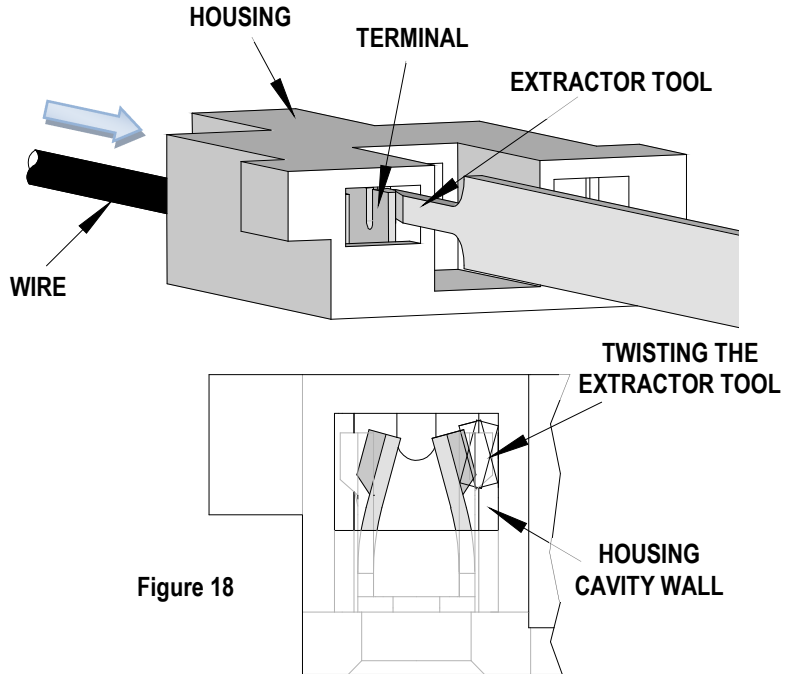 HOUSING
TERMINAL
EXTRACTOR TOOL
WIRE
TWISTING THE
EXTRACTOR TOOL
HOUSING
CAVITY WALL
Figure 18